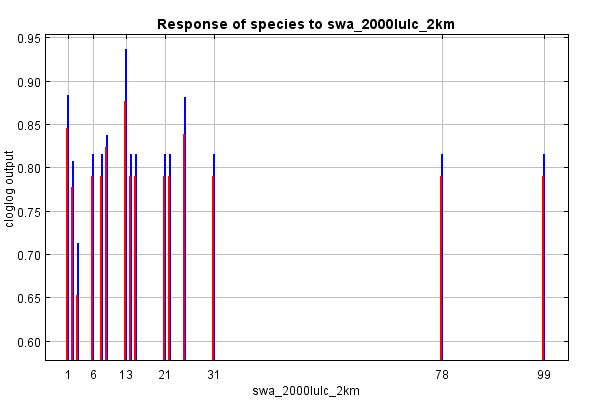 Response of species to swa_2000lulc_2km
cloglog output
0.95
0.90
0.85
0.80
0.75
0.70
0.65
0.60
1 6 13 21 31 78 99
swa_2000lulc_2km